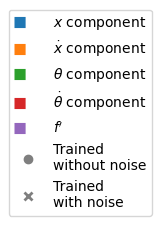 x component
ẋ component
θ component
θ̇ component
f′
Trained
without noise
Trained
with noise